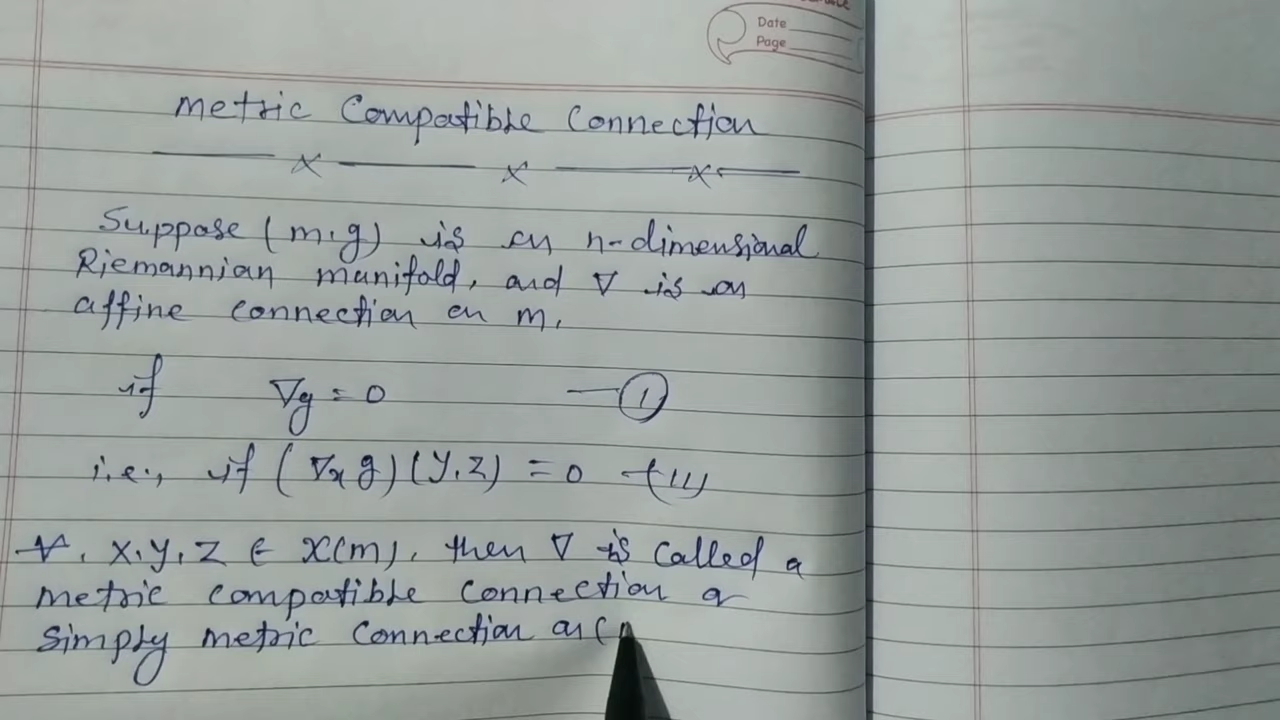 Date
Page
Metric Compatible Connection
Suppose (M,g) is an n-dimensional
Riemannian manifold, and ∇ is an
affine connection on M.
if ∇g = 0 —①
i.e., if (∇x g)(Y,Z) = 0 —(ii)
∀, X,Y,Z ∈ X(M), then ∇ is called a
metric compatible connection or
simply metric connection on (